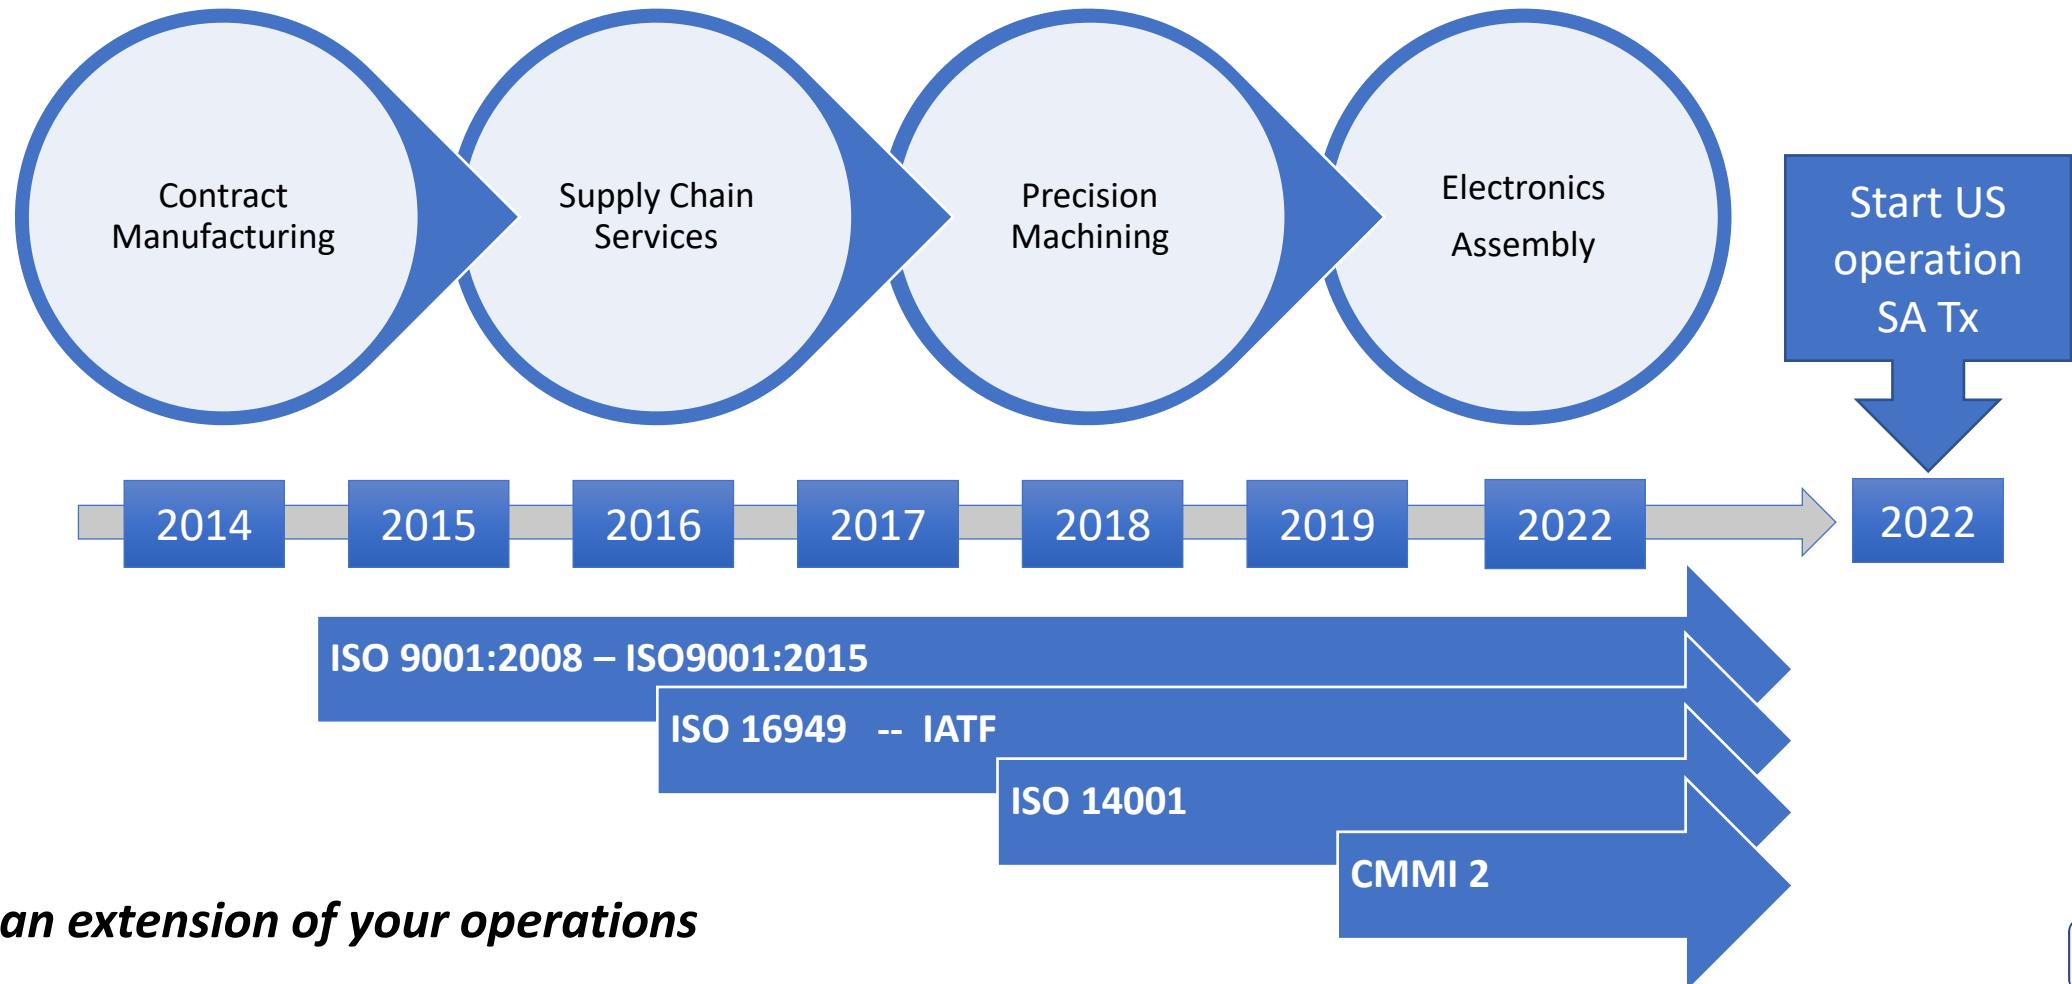 Contract
Manufacturing
Supply Chain
Services
Precision
Machining
Electronics
Assembly
Start US
operation
SA Tx
2014
2015
2016
2017
2018
2019
2022
2022
ISO 9001:2008 – ISO9001:2015
ISO 16949   --  IATF
ISO 14001
CMMI 2
an extension of your operations